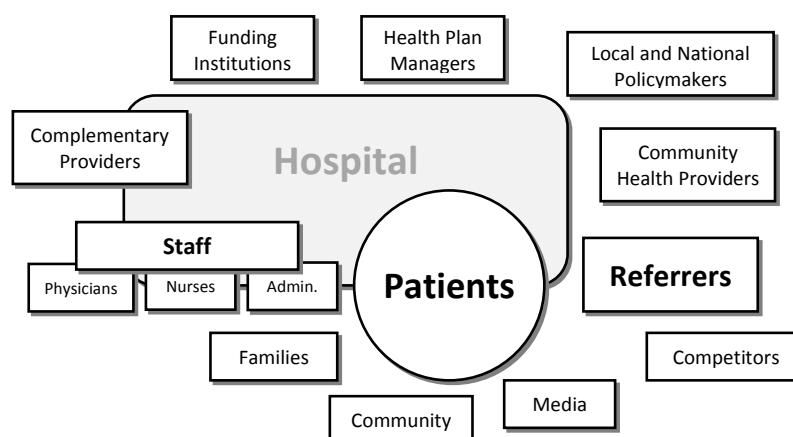 Funding
Institutions
Health Plan
Managers
Local and National
Policymakers
Complementary
Providers
Hospital
Community
Health Providers
Staff
Physicians
Nurses
Admin.
Patients
Referrers
Families
Competitors
Community
Media